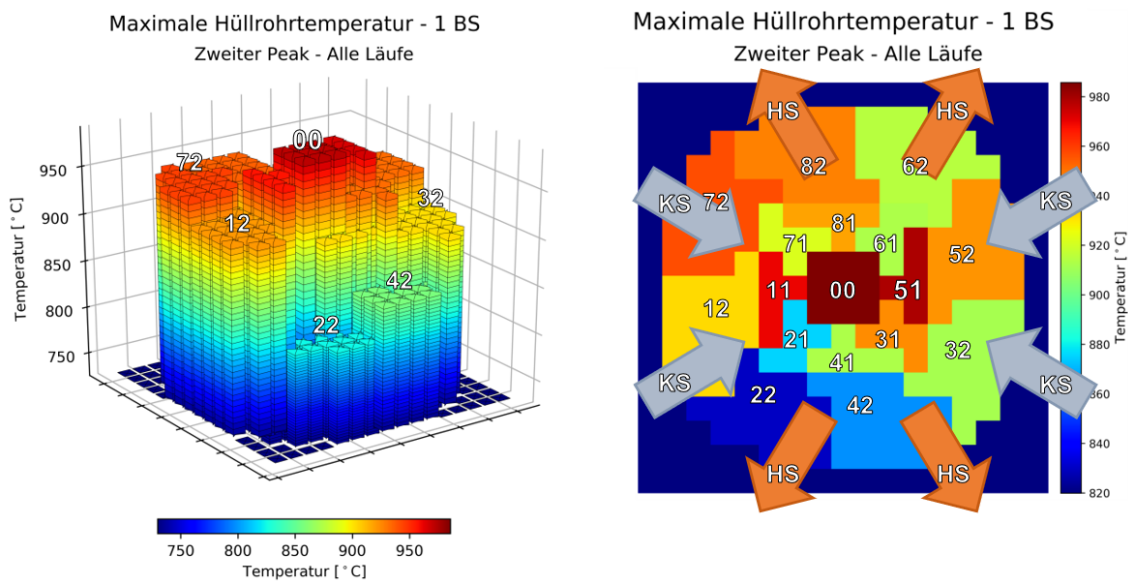 Maximale Hüllrohrtemperatur - 1 BS
Zweiter Peak - Alle Läufe
00
72
32
12
42
22
950
900
850
800
750
Temperatur [°C]
750 800 850 900 950
Temperatur [°C]
Maximale Hüllrohrtemperatur - 1 BS
Zweiter Peak - Alle Läufe
HS HS
82 62
KS 72 KS
81
71 61 52
11 00 51
12
21 31 32
41
KS 22 42 KS
HS HS
980
940
920
900
880
860
840
820
Temperatur [°C]